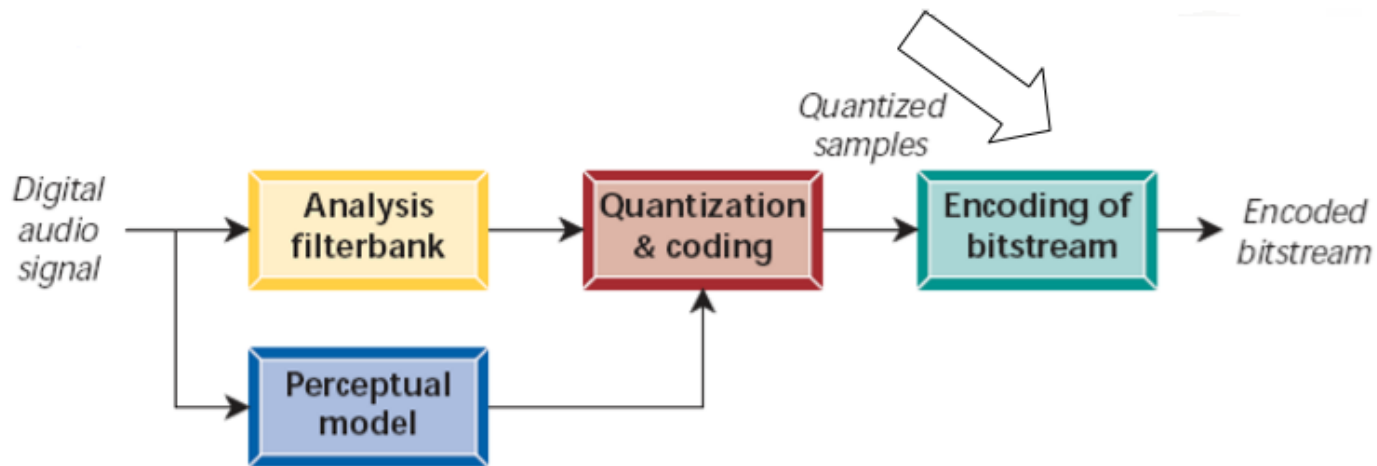 Digital
audio
signal
Analysis
filterbank
Perceptual
model
Quantization
& coding
Quantized
samples
Encoding of
bitstream
Encoded
bitstream